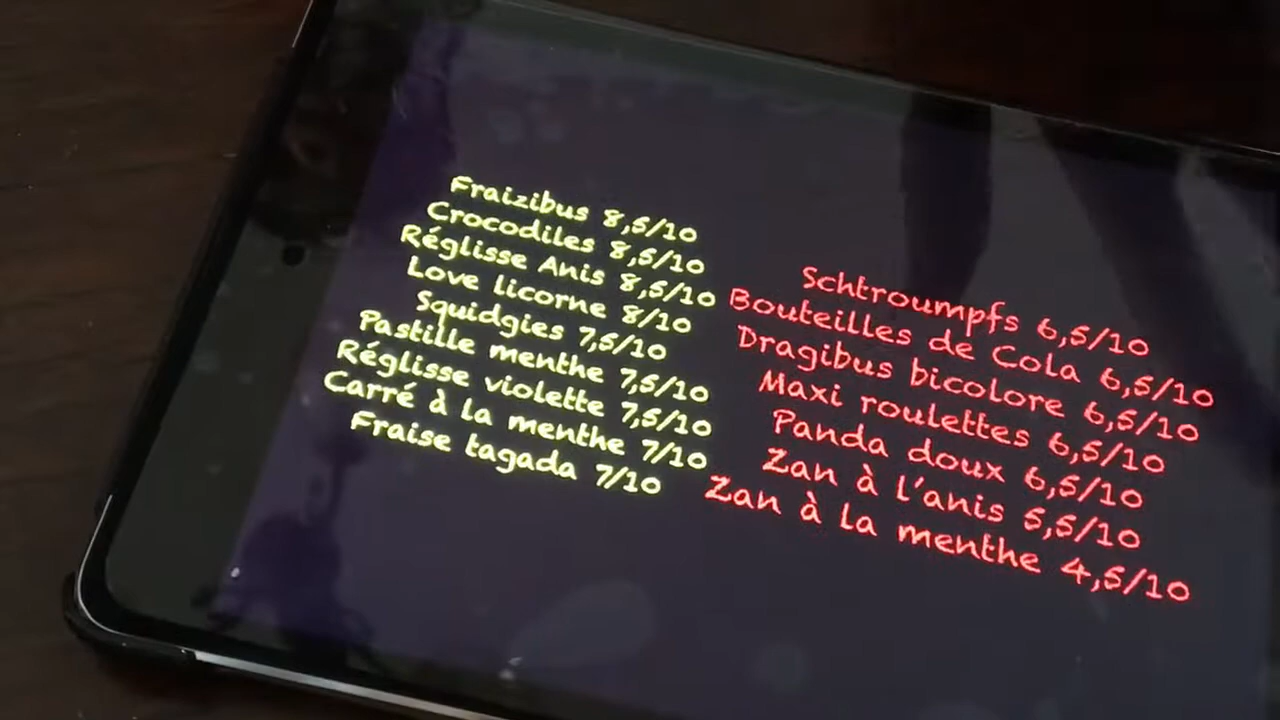 Fraizibus 8,5/10
Crocodiles 8,5/10
Réglisse Anis 8,5/10
Love licorne 8/10
Squidgies 7,5/10
Pastille menthe 7,5/10
Réglisse violette 7,5/10
Carré à la menthe 7/10
Fraise tagada 7/10
Schtroumpfs 6,5/10
Bouteilles de Cola 6,5/10
Dragibus bicolore 6,5/10
Maxi roulettes 6,5/10
Panda doux 6,5/10
Zan à l'anis 5,5/10
Zan à la menthe 4,5/10